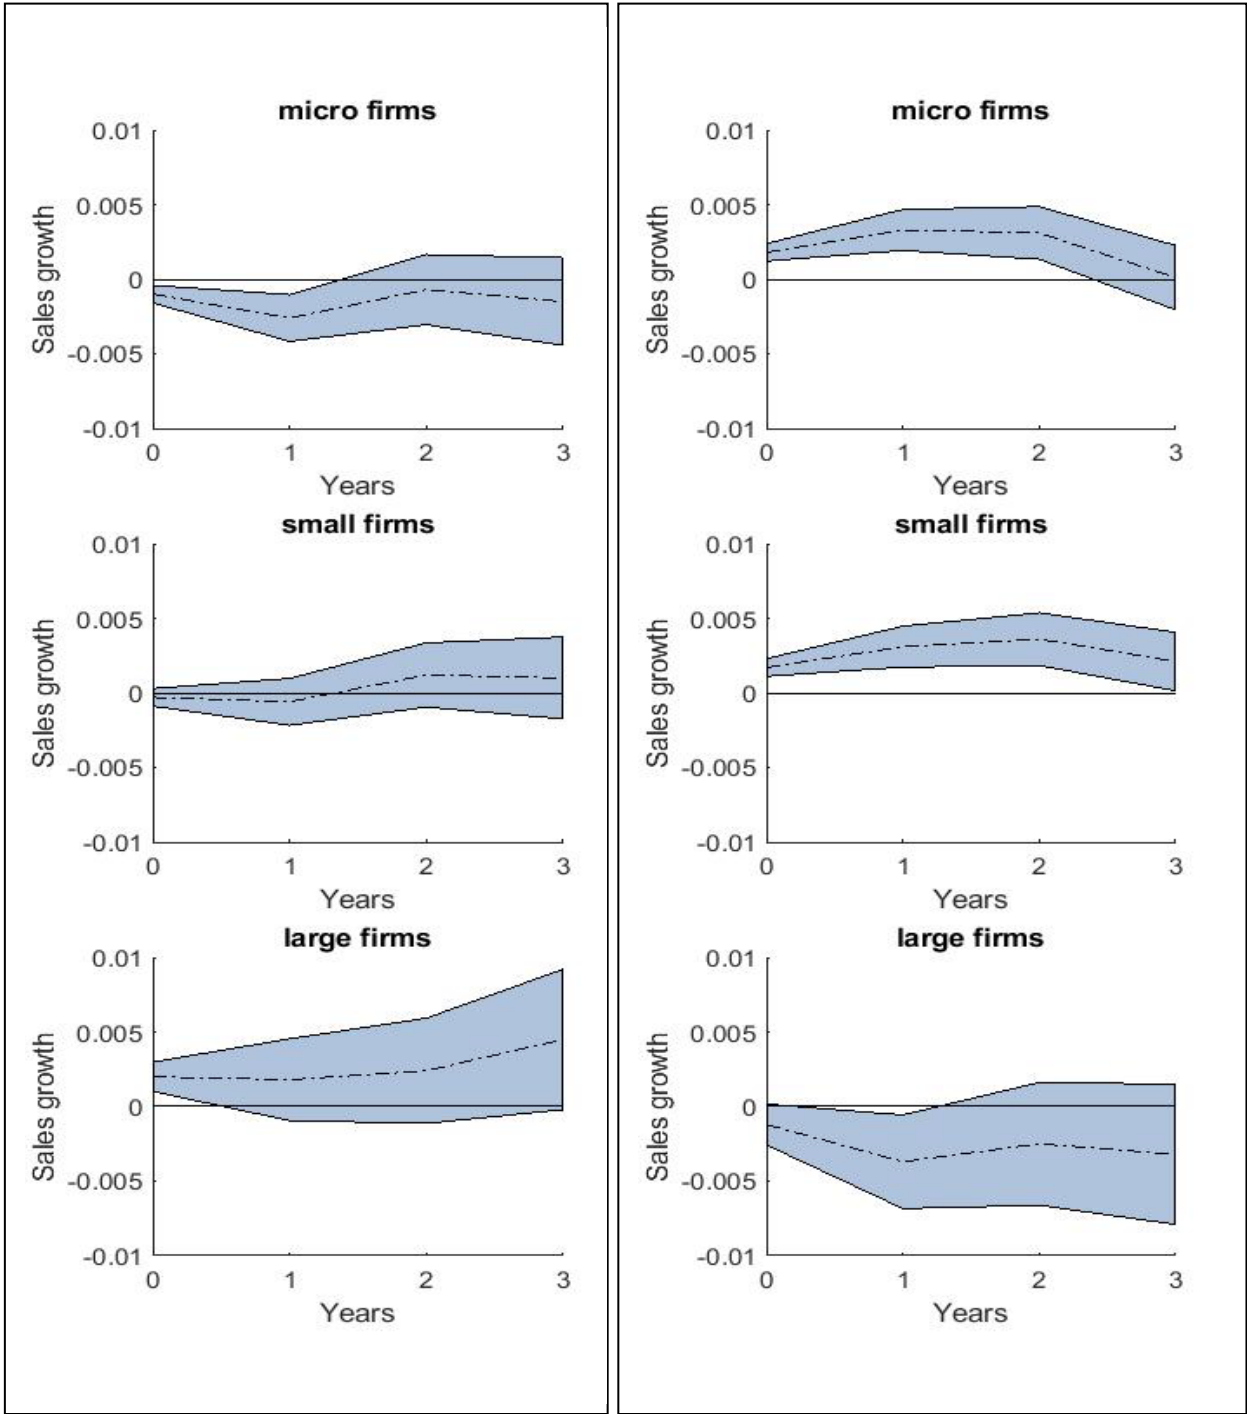 micro firms
0.01
0.005
0
-0.005
-0.01
Sales growth
0 1 2 3
Years
small firms
0.01
0.005
0
-0.005
-0.01
Sales growth
0 1 2 3
Years
large firms
0.01
0.005
0
-0.005
-0.01
Sales growth
0 1 2 3
Years
micro firms
0.01
0.005
0
-0.005
-0.01
Sales growth
0 1 2 3
Years
small firms
0.01
0.005
0
-0.005
-0.01
Sales growth
0 1 2 3
Years
large firms
0.01
0.005
0
-0.005
-0.01
Sales growth
0 1 2 3
Years